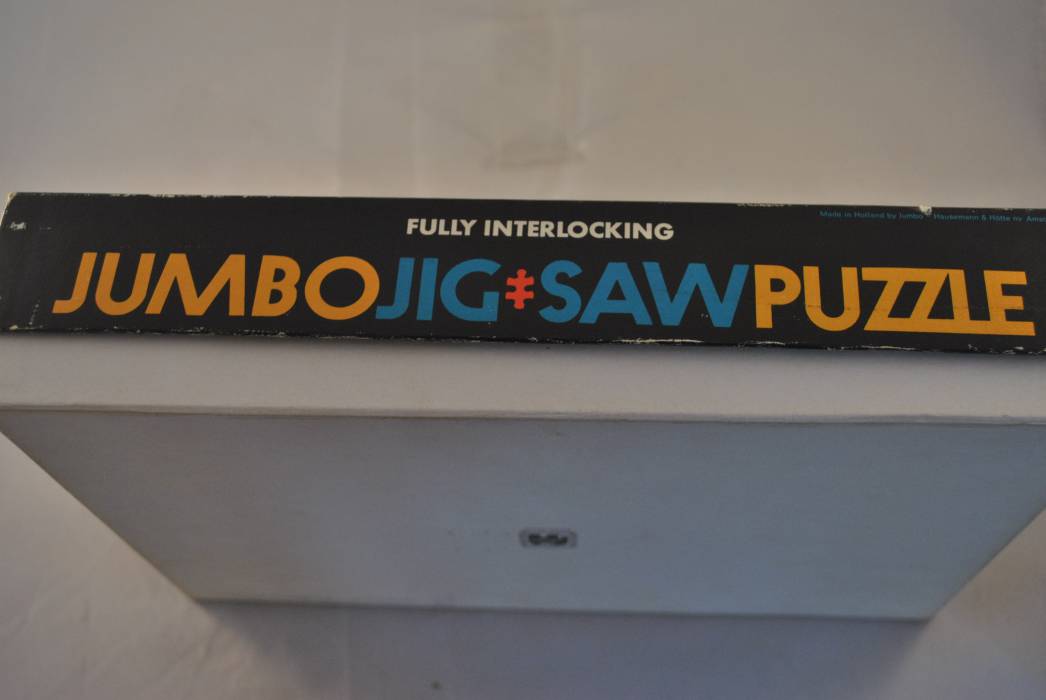 FULLY INTERLOCKING
Made in Holland by Jumbo Hausemann & Hötte nv
JUMBO JIG SAW PUZZLE